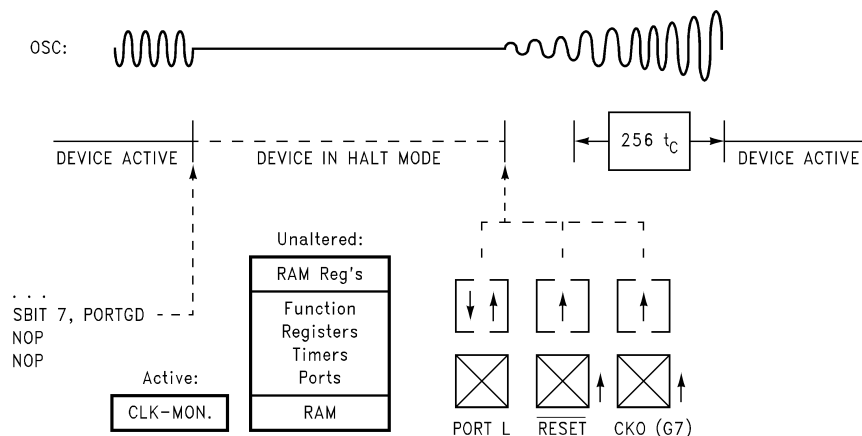 OSC:
256 tC
DEVICE ACTIVE
DEVICE IN HALT MODE
DEVICE ACTIVE
Unaltered:
RAM Reg's
Function
Registers
Timers
Ports
RAM
. . .
SBIT 7, PORTGD
NOP
NOP
Active:
CLK-MON.
PORT L
RESET
CKO (G7)